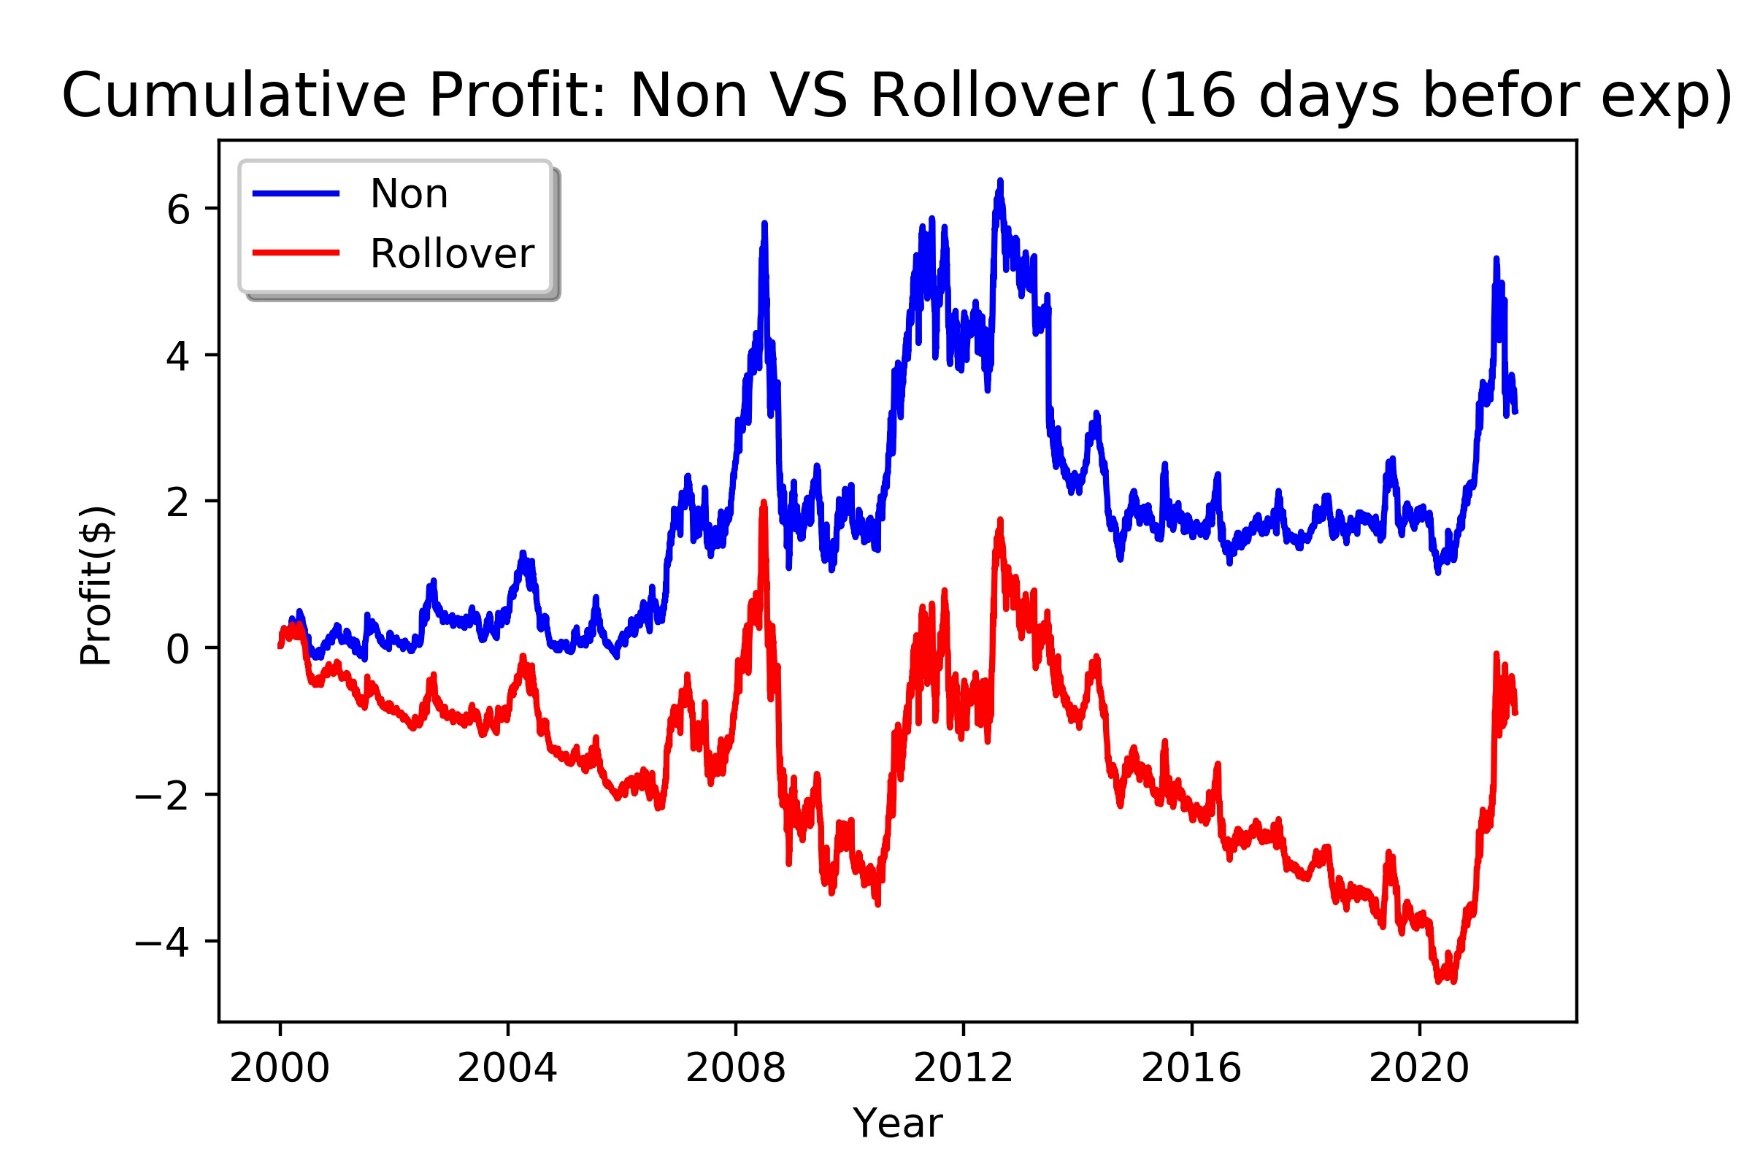 Cumulative Profit: Non VS Rollover (16 days befor exp)
Non
Rollover
6
4
2
0
−2
−4
Profit($)
2000 2004 2008 2012 2016 2020
Year